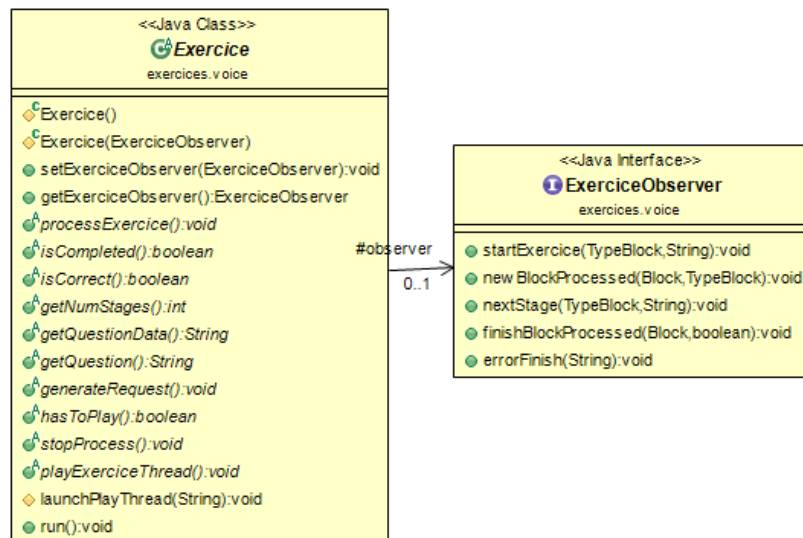 <<Java Class>>
Exercice
exercices.voice
Exercice()
Exercice(ExerciceObserver)
setExerciceObserver(ExerciceObserver):void
getExerciceObserver():ExerciceObserver
processExercice():void
isCompleted():boolean
isCorrect():boolean
getNumStages():int
getQuestionData():String
getQuestion():String
generateRequest():void
hasToPlay():boolean
stopProcess():void
playExerciceThread():void
launchPlayThread(String):void
run():void
#observer
0..1
<<Java Interface>>
ExerciceObserver
exercices.voice
startExercice(TypeBlock,String):void
newBlockProcessed(Block,TypeBlock):void
nextStage(TypeBlock,String):void
finishBlockProcessed(Block,boolean):void
errorFinish(String):void